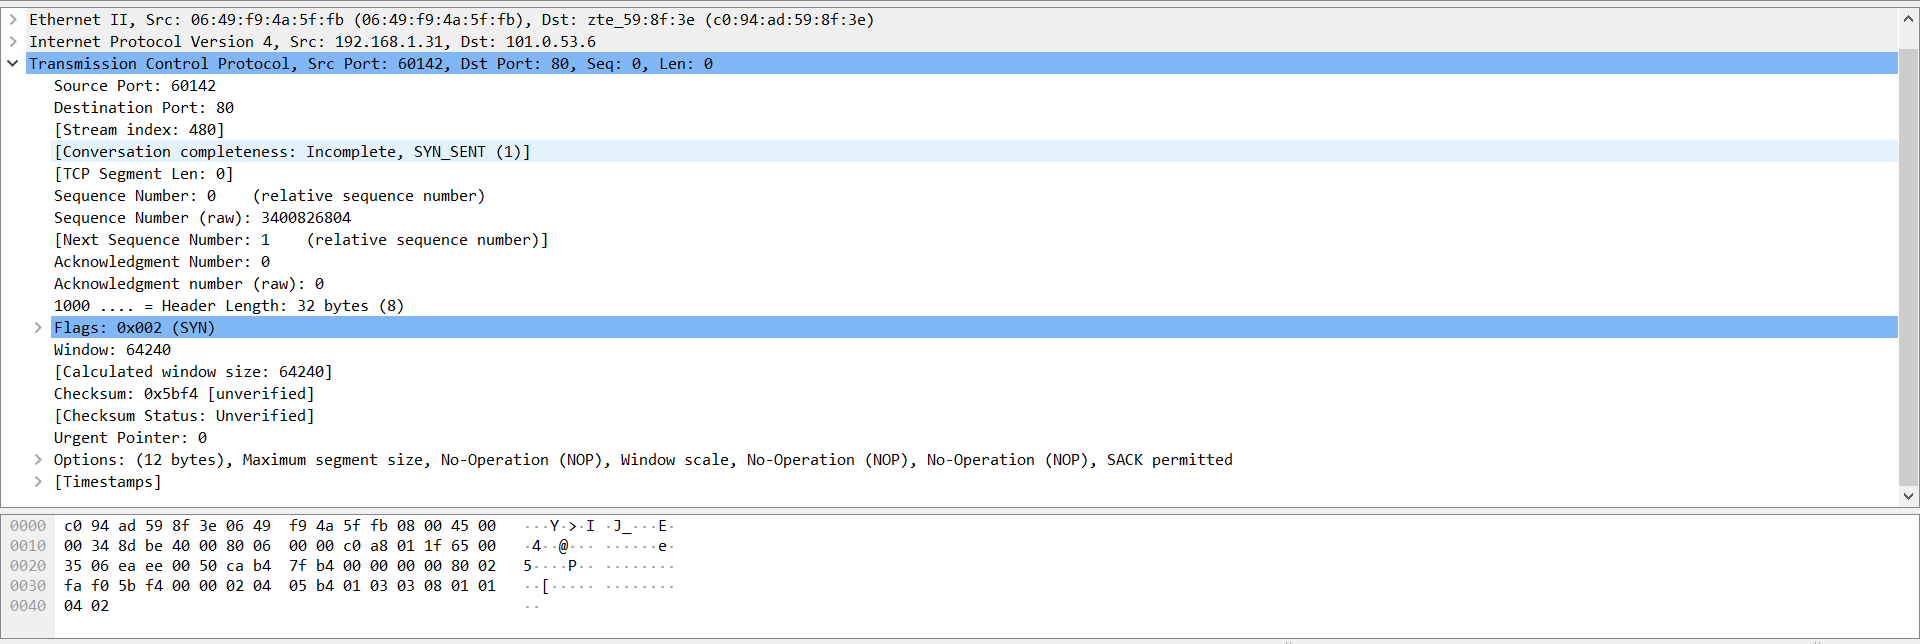 Ethernet II, Src: 06:49:f9:4a:5f:fb (06:49:f9:4a:5f:fb), Dst: zte_59:8f:3e (c0:94:ad:59:8f:3e)
Internet Protocol Version 4, Src: 192.168.1.31, Dst: 101.0.53.6
Transmission Control Protocol, Src Port: 60142, Dst Port: 80, Seq: 0, Len: 0
Source Port: 60142
Destination Port: 80
[Stream index: 480]
[Conversation completeness: Incomplete, SYN_SENT (1)]
[TCP Segment Len: 0]
Sequence Number: 0    (relative sequence number)
Sequence Number (raw): 3400826804
[Next Sequence Number: 1    (relative sequence number)]
Acknowledgment Number: 0
Acknowledgment number (raw): 0
1000 .... = Header Length: 32 bytes (8)
Flags: 0x002 (SYN)
Window: 64240
[Calculated window size: 64240]
Checksum: 0x5bf4 [unverified]
[Checksum Status: Unverified]
Urgent Pointer: 0
Options: (12 bytes), Maximum segment size, No-Operation (NOP), Window scale, No-Operation (NOP), No-Operation (NOP), SACK permitted
[Timestamps]
0000 c0 94 ad 59 8f 3e 06 49 f9 4a 5f fb 08 00 45 00 ···Y·>·I ·J_···E·
0010 00 34 8d be 40 00 80 06 00 00 c0 a8 01 1f 65 00 ·4··@··· ······e·
0020 35 06 ea ee 00 50 ca b4 7f b4 00 00 00 00 80 02 5····P·· ········
0030 fa f0 5b f4 00 00 02 04 05 b4 01 03 03 08 01 01 ··[····· ········
0040 04 02 ··